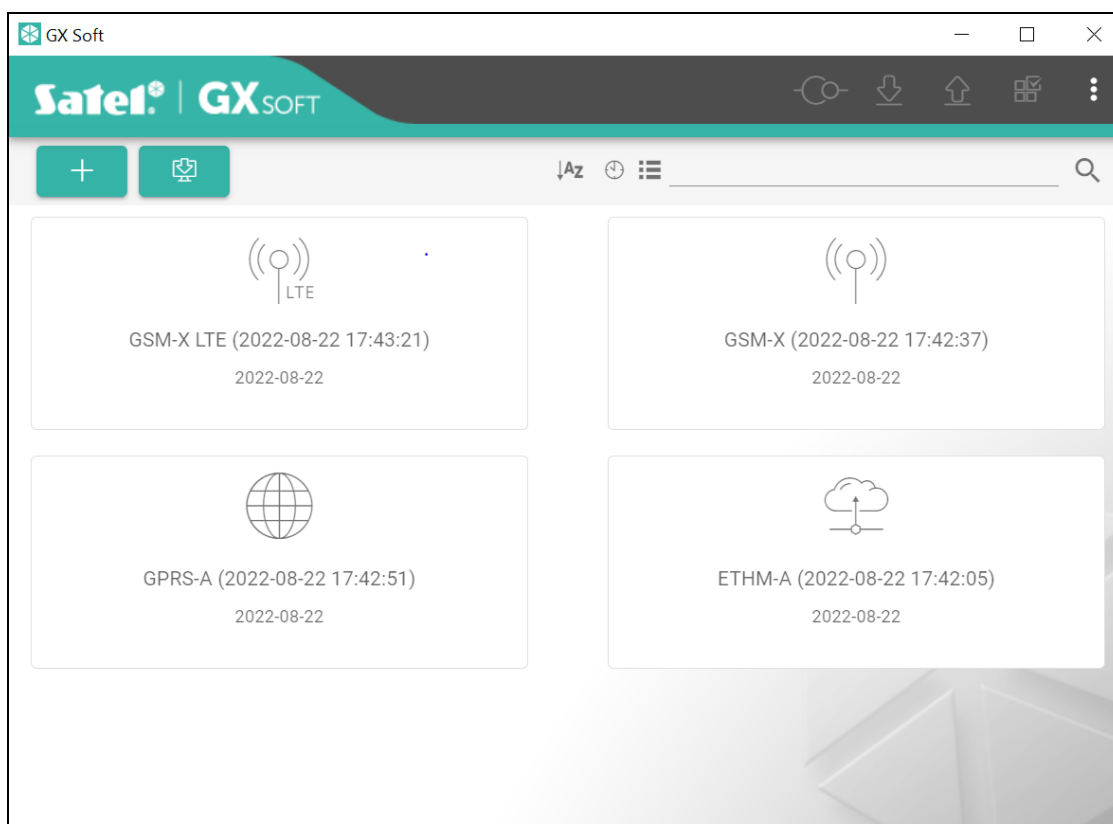 GX Soft
Satel® | GX SOFT
AZ
LTE
GSM-X LTE (2022-08-22 17:43:21)
2022-08-22
GSM-X (2022-08-22 17:42:37)
2022-08-22
GPRS-A (2022-08-22 17:42:51)
2022-08-22
ETHM-A (2022-08-22 17:42:05)
2022-08-22